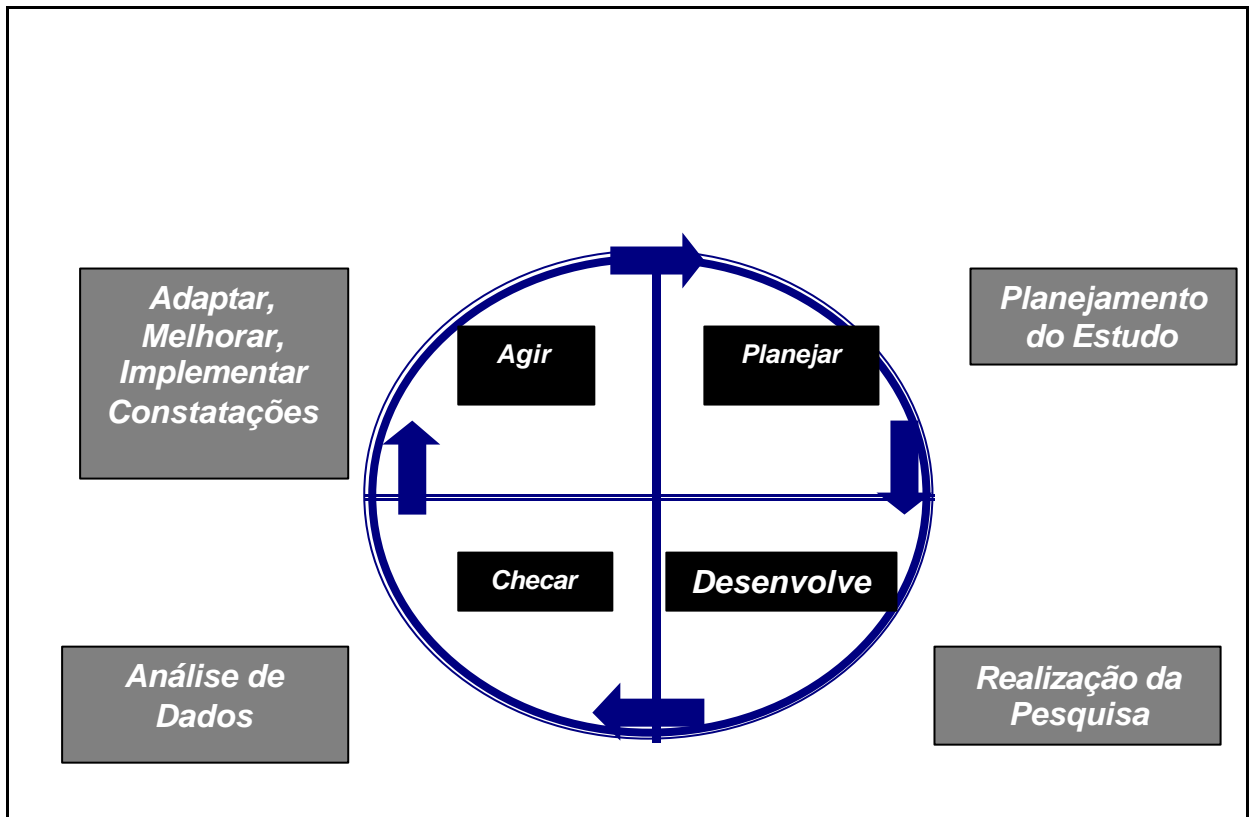 Adaptar,
Melhorar,
Implementar
Constatações
Agir
Planejar
Planejamento
do Estudo
Checar
Desenvolve
Análise de
Dados
Realização da
Pesquisa